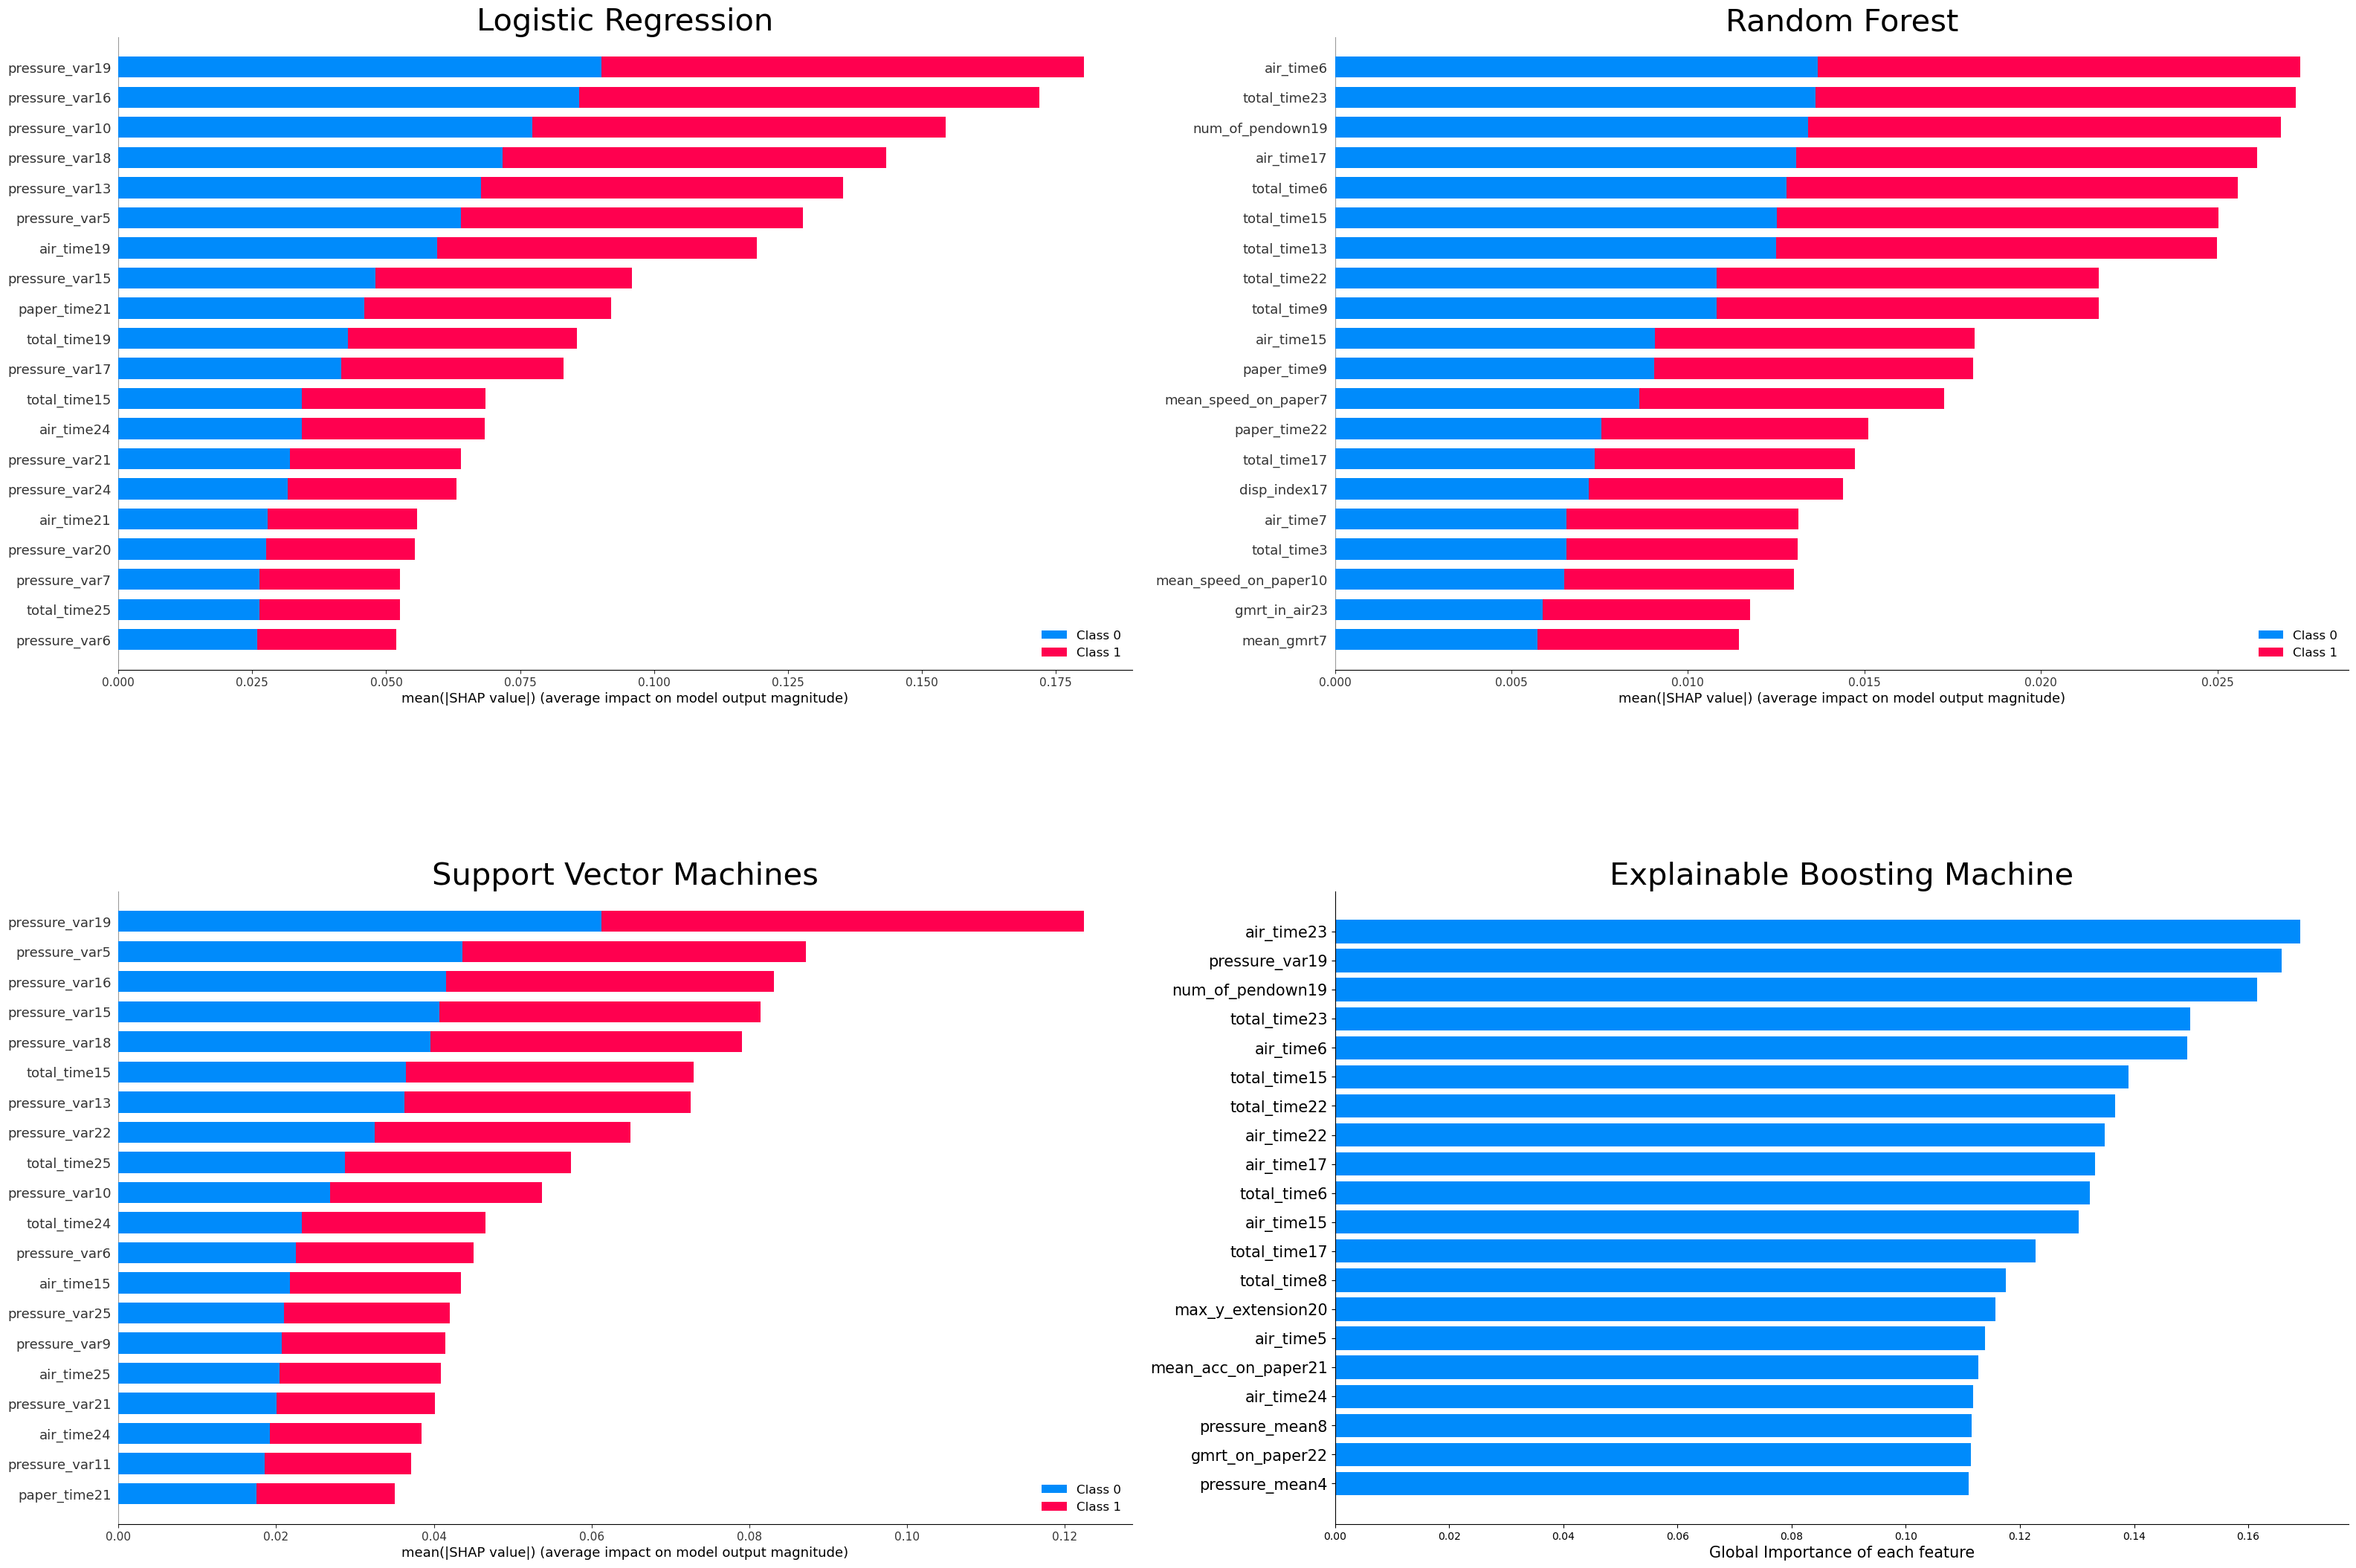 Logistic Regression
pressure_var19
pressure_var16
pressure_var10
pressure_var18
pressure_var13
pressure_var5
air_time19
pressure_var15
paper_time21
total_time19
pressure_var17
total_time15
air_time24
pressure_var21
pressure_var24
air_time21
pressure_var20
pressure_var7
total_time25
pressure_var6
Class 0
Class 1
0.000 0.025 0.050 0.075 0.100 0.125 0.150 0.175
mean(|SHAP value|) (average impact on model output magnitude)
Random Forest
air_time6
total_time23
num_of_pendown19
air_time17
total_time6
total_time15
total_time13
total_time22
total_time9
air_time15
paper_time9
mean_speed_on_paper7
paper_time22
total_time17
disp_index17
air_time7
total_time3
mean_speed_on_paper10
gmrt_in_air23
mean_gmrt7
Class 0
Class 1
0.000 0.005 0.010 0.015 0.020 0.025
mean(|SHAP value|) (average impact on model output magnitude)
Support Vector Machines
pressure_var19
pressure_var5
pressure_var16
pressure_var15
pressure_var18
total_time15
pressure_var13
pressure_var22
total_time25
pressure_var10
total_time24
pressure_var6
air_time15
pressure_var25
pressure_var9
air_time25
pressure_var21
air_time24
pressure_var11
paper_time21
Class 0
Class 1
0.00 0.02 0.04 0.06 0.08 0.10 0.12
mean(|SHAP value|) (average impact on model output magnitude)
Explainable Boosting Machine
air_time23
pressure_var19
num_of_pendown19
total_time23
air_time6
total_time15
total_time22
air_time22
air_time17
total_time6
air_time15
total_time17
total_time8
max_y_extension20
air_time5
mean_acc_on_paper21
air_time24
pressure_mean8
gmrt_on_paper22
pressure_mean4
0.00 0.02 0.04 0.06 0.08 0.10 0.12 0.14 0.16
Global Importance of each feature